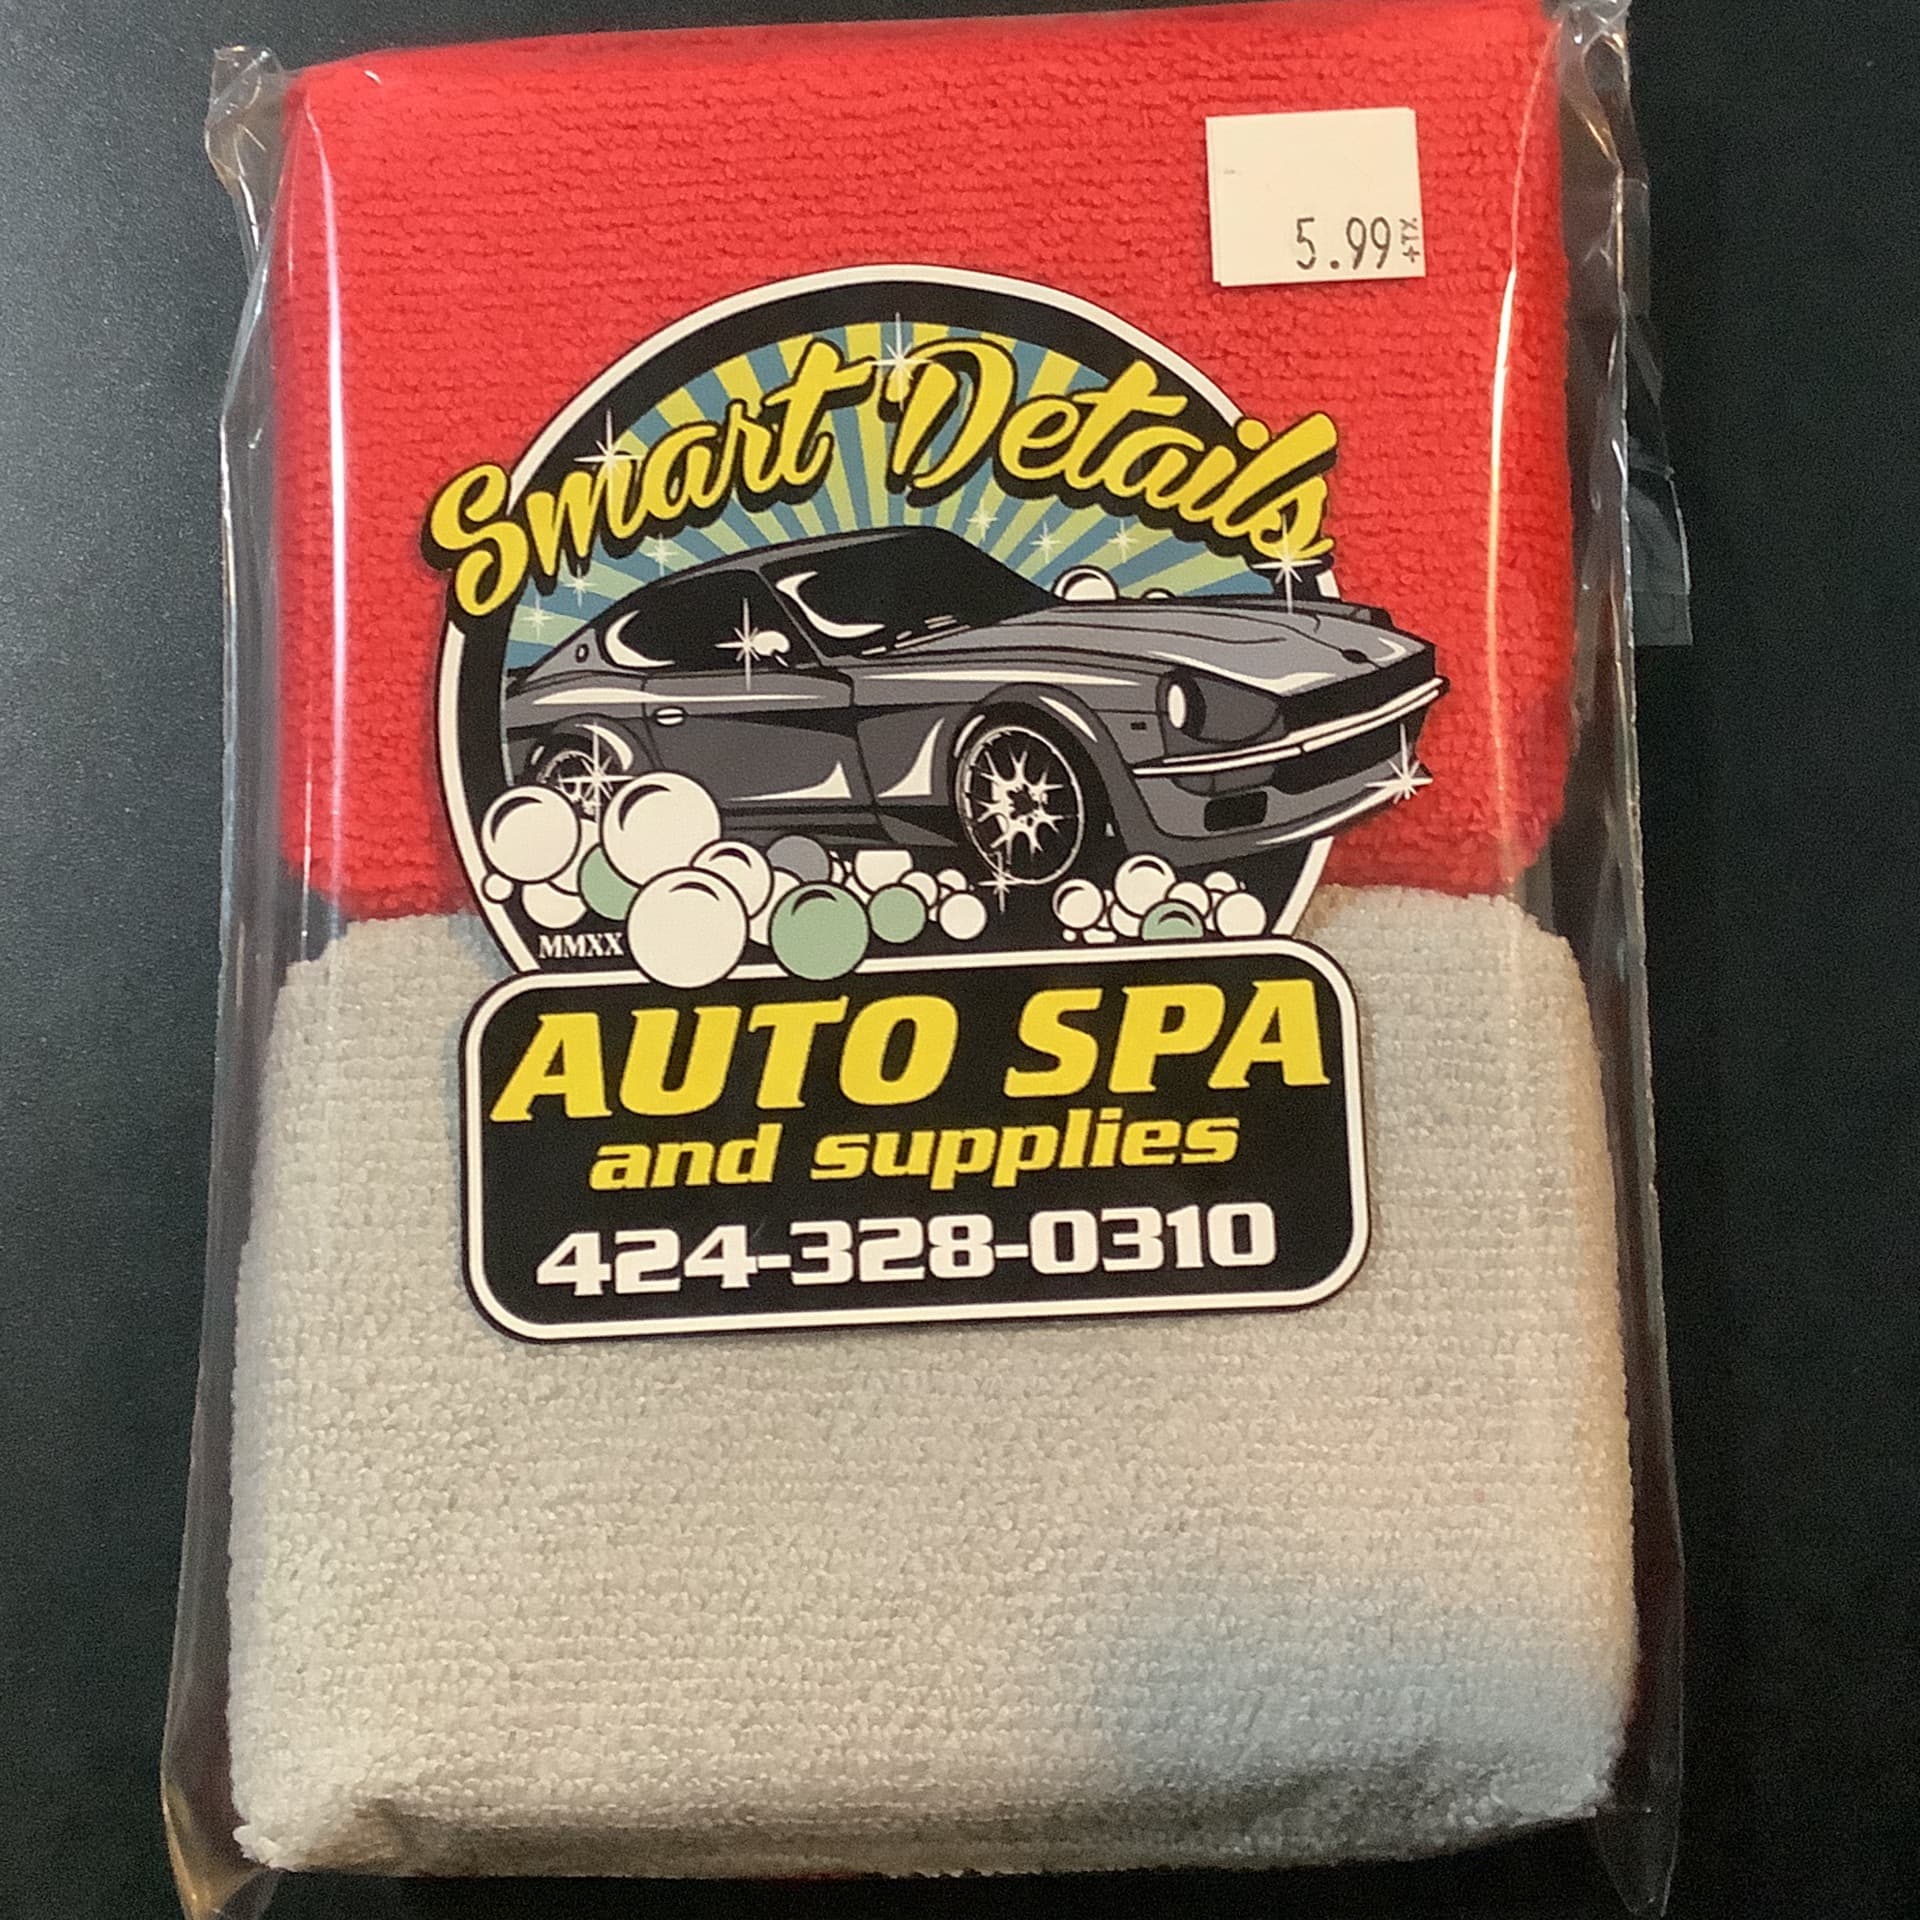 5.99 +TX
Smart Details
MMXX
AUTO SPA
and supplies
424-328-0310